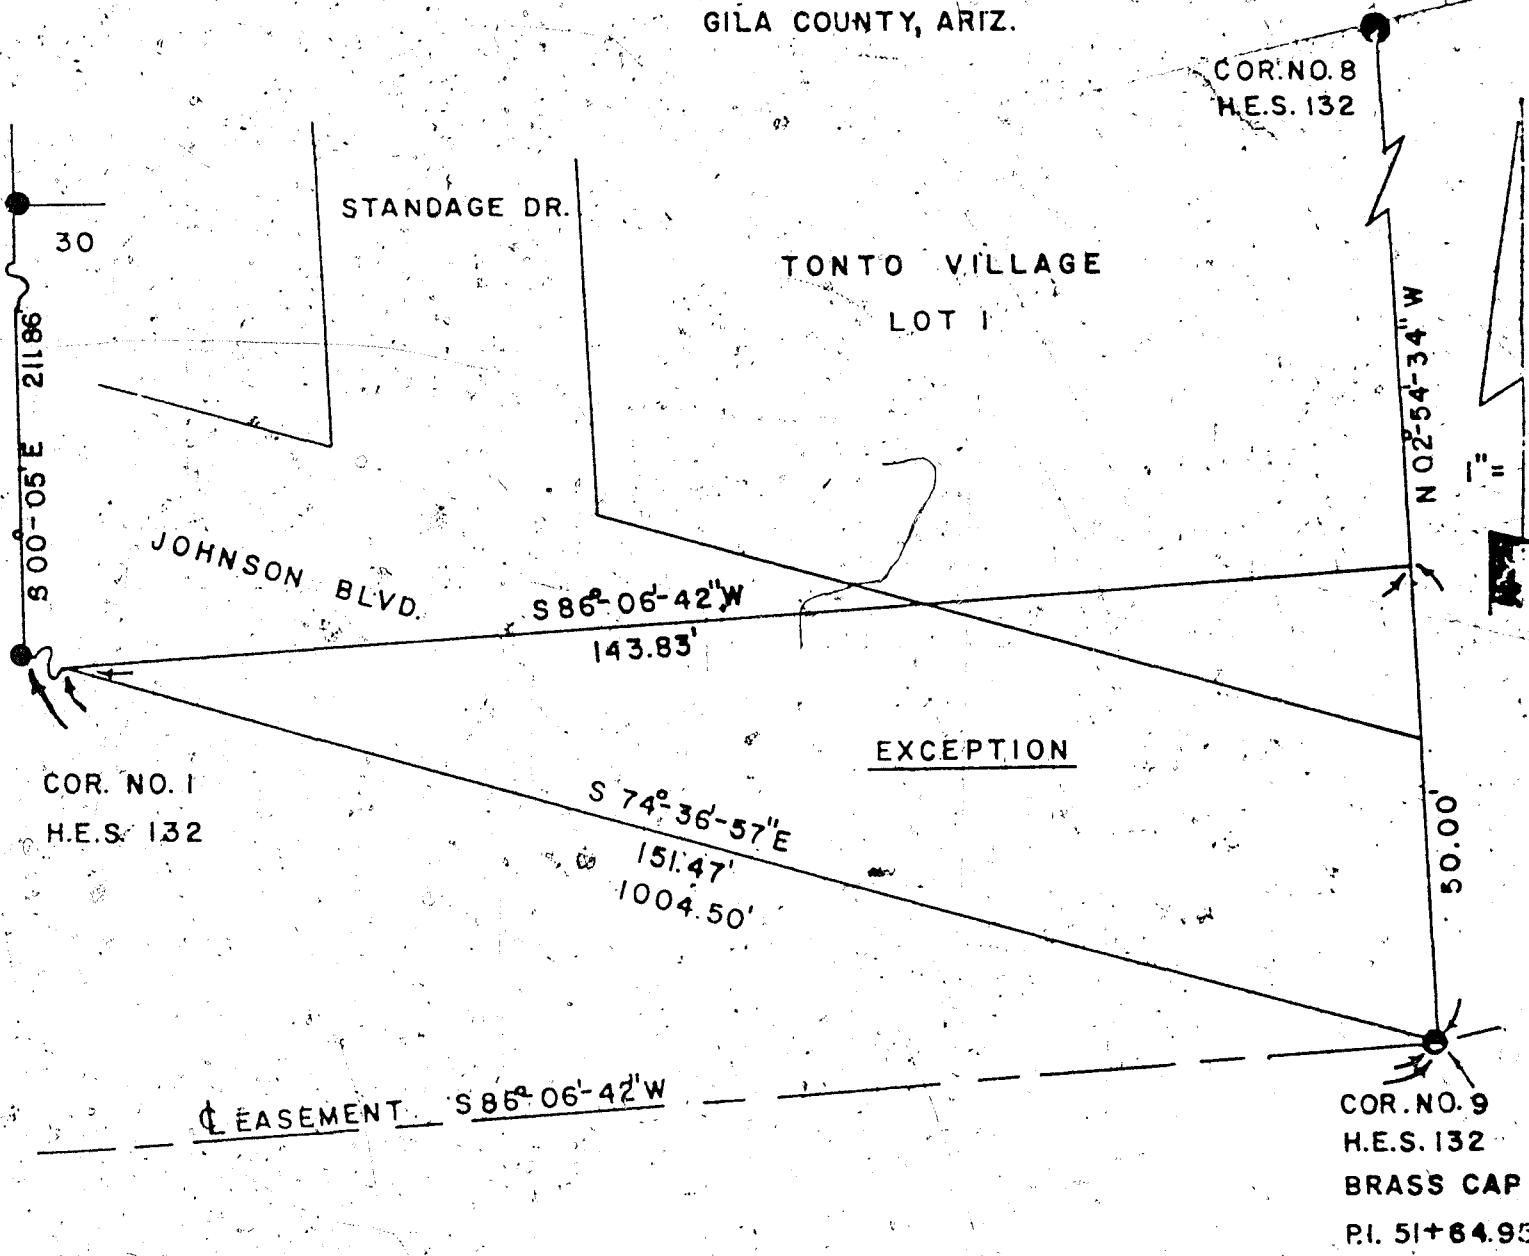 GILA COUNTY, ARIZ.
COR. NO. 8
H.E.S. 132
STANDAGE DR.
30
TONTO VILLAGE
LOT 1
S 00°-05' E 211.86'
N 02°-54'-34" W
1" =
JOHNSON BLVD.
S 86°-06'-42" W
143.83'
EXCEPTION
COR. NO. 1
H.E.S. 132
S 74°-36'-57" E
151.47'
1004.50'
50.00'
℄ EASEMENT S 86°-06'-42" W
COR. NO. 9
H.E.S. 132
BRASS CAP
P.I. 51+64.95